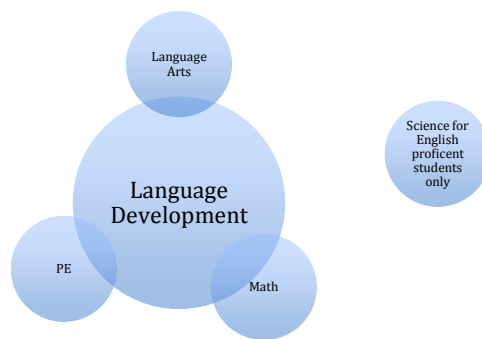 Language
Arts
Science for
English
proficent
students
only
Language
Development
PE
Math